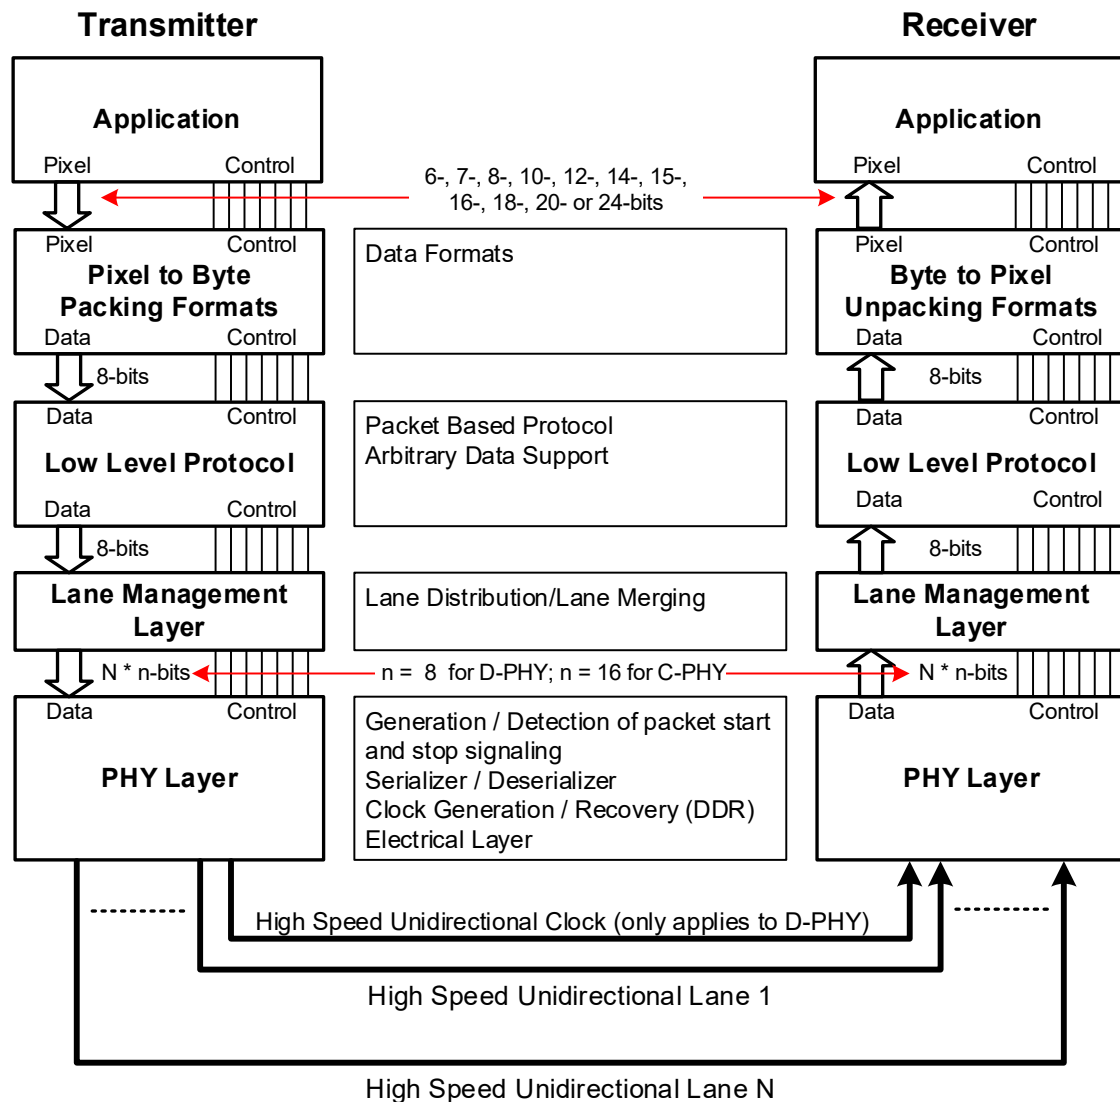 Transmitter
Receiver
Application
Pixel
Control
Application
Pixel
Control
6-, 7-, 8-, 10-, 12-, 14-, 15-,
16-, 18-, 20- or 24-bits
Pixel
Control
Pixel to Byte
Packing Formats
Data
Control
Data Formats
Pixel
Control
Byte to Pixel
Unpacking Formats
Data
Control
8-bits
8-bits
Data
Control
Low Level Protocol
Data
Control
Packet Based Protocol
Arbitrary Data Support
Data
Control
Low Level Protocol
Data
Control
8-bits
8-bits
Lane Management
Layer
Lane Distribution/Lane Merging
Lane Management
Layer
N * n-bits
n = 8 for D-PHY; n = 16 for C-PHY
N * n-bits
Data
Control
PHY Layer
Generation / Detection of packet start
and stop signaling
Serializer / Deserializer
Clock Generation / Recovery (DDR)
Electrical Layer
Data
Control
PHY Layer
High Speed Unidirectional Clock (only applies to D-PHY)
High Speed Unidirectional Lane 1
High Speed Unidirectional Lane N